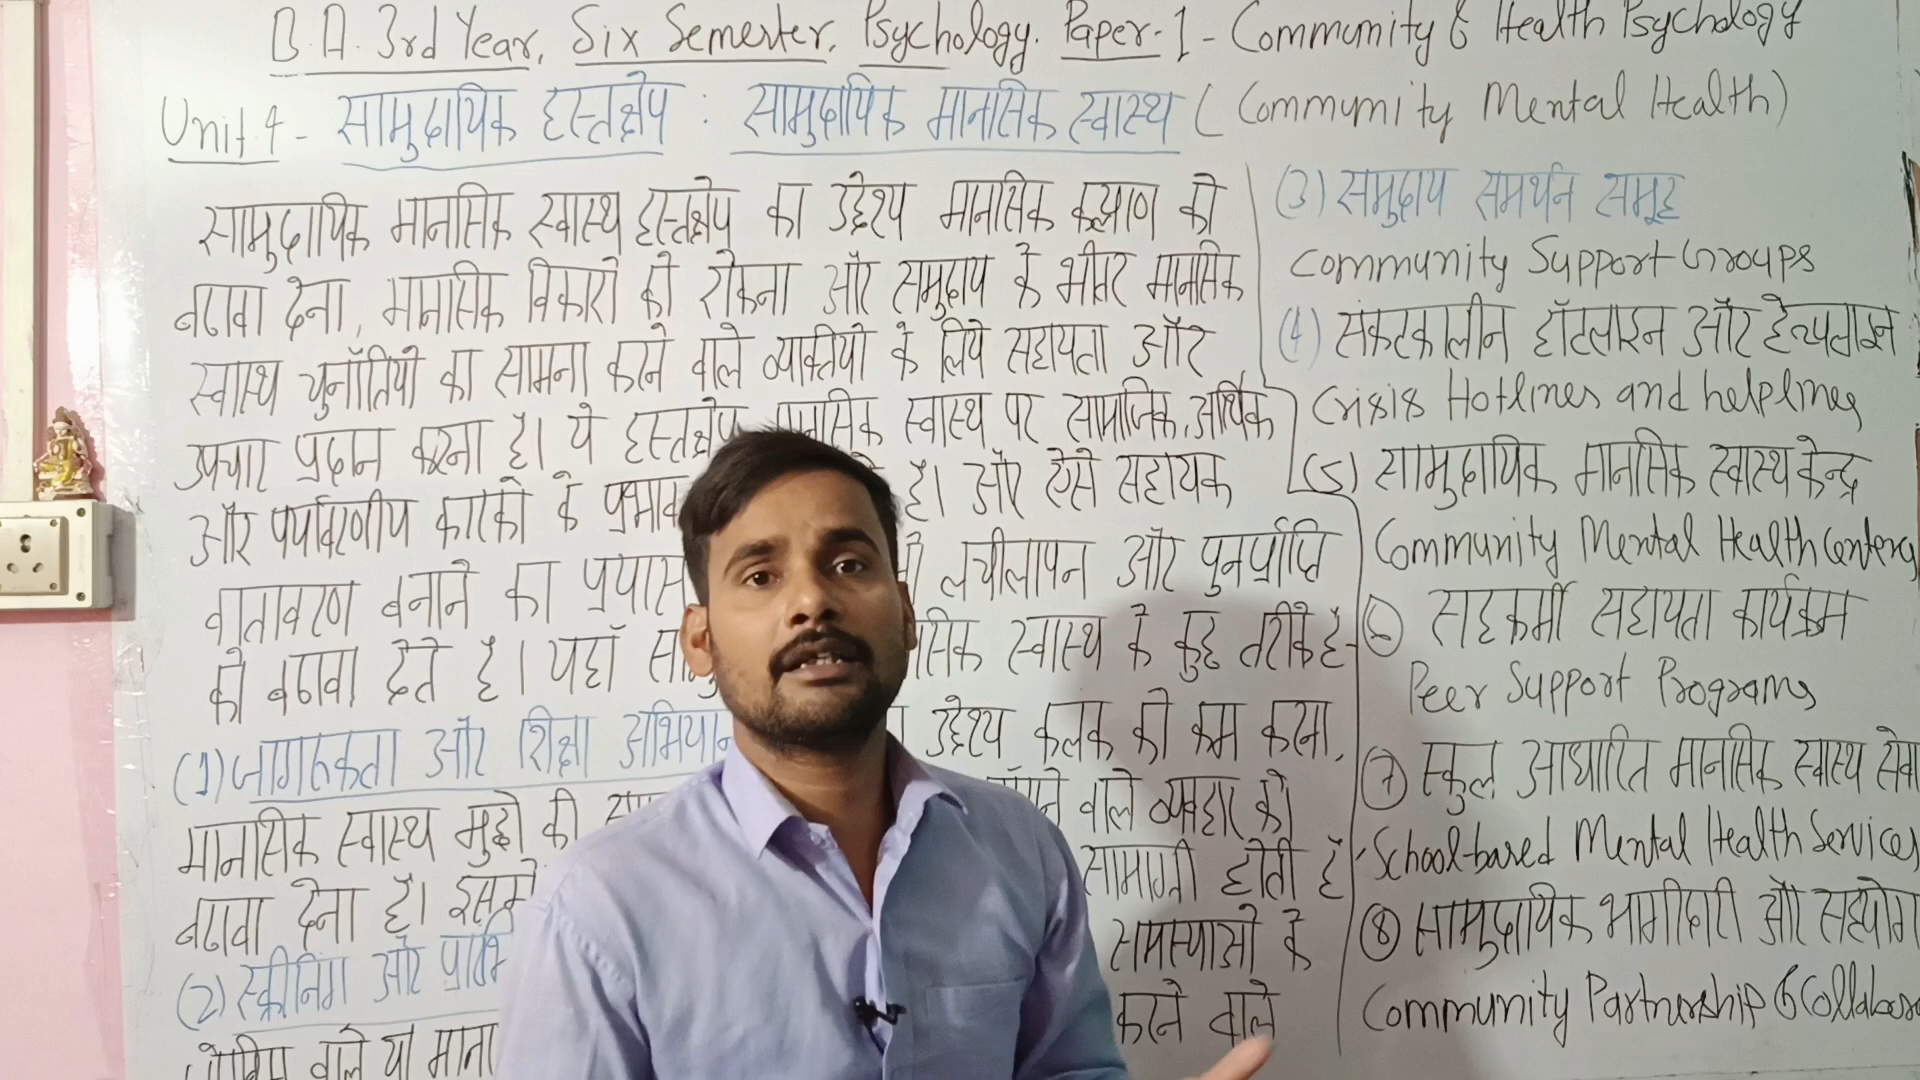 B.A. 3rd Year, Six Semester, Psychology. Paper-1 - Community & Health Psychology
Unit.4 - सामुदायिक हस्तक्षेप : सामुदायिक मानसिक स्वास्थ (Community Mental Health)
सामुदायिक मानसिक स्वास्थ हस्तक्षेप का उद्देश्य मानसिक कल्याण को
बढावा देना, मानसिक विकारो को रोकना और समुदाय के भीतर मानसिक
स्वास्थ चुनौतियो का सामना करने वाले व्यक्तियो के लिये सहायता और
उपचार प्रदान करना है। ये हस्तक्षेप मानसिक स्वास्थ पर सामाजिक, आर्थिक
और पर्यावरणीय कारको के प्रभाव है। और ऐसे सहायक
वातावरण बनाने का प्रयास लचीलापन और पुनर्प्राप्ति
को बढावा देते है। यहाँ स्वास्थ के कुछ तरीके है-
(1) जागरूकता और शिक्षा अभियान उद्देश्य कलंक को कम करना,
मानसिक स्वास्थ मुद्दो की वाले व्यवहार को
बढावा देना है। इसमे सामाग्री होती है
(2) स्क्रीनिंग और समस्याओ के
वाले या करने वाले
(3) समुदाय समर्थन समूह
Community Support Groups
(4) संकटकालीन हॉटलाइन और हेल्पलाइन
Crisis Hotlines and helplines
(5) सामुदायिक मानसिक स्वास्थ केन्द्र
Community Mental Health Centers
(6) सहकर्मी सहायता कार्यक्रम
Peer Support Programs
(7) स्कुल आधारित मानसिक स्वास्थ सेवा
School-based Mental Health Services
(8) सामुदायिक भागीदारी और सहयोग
Community Partnership & Collabora